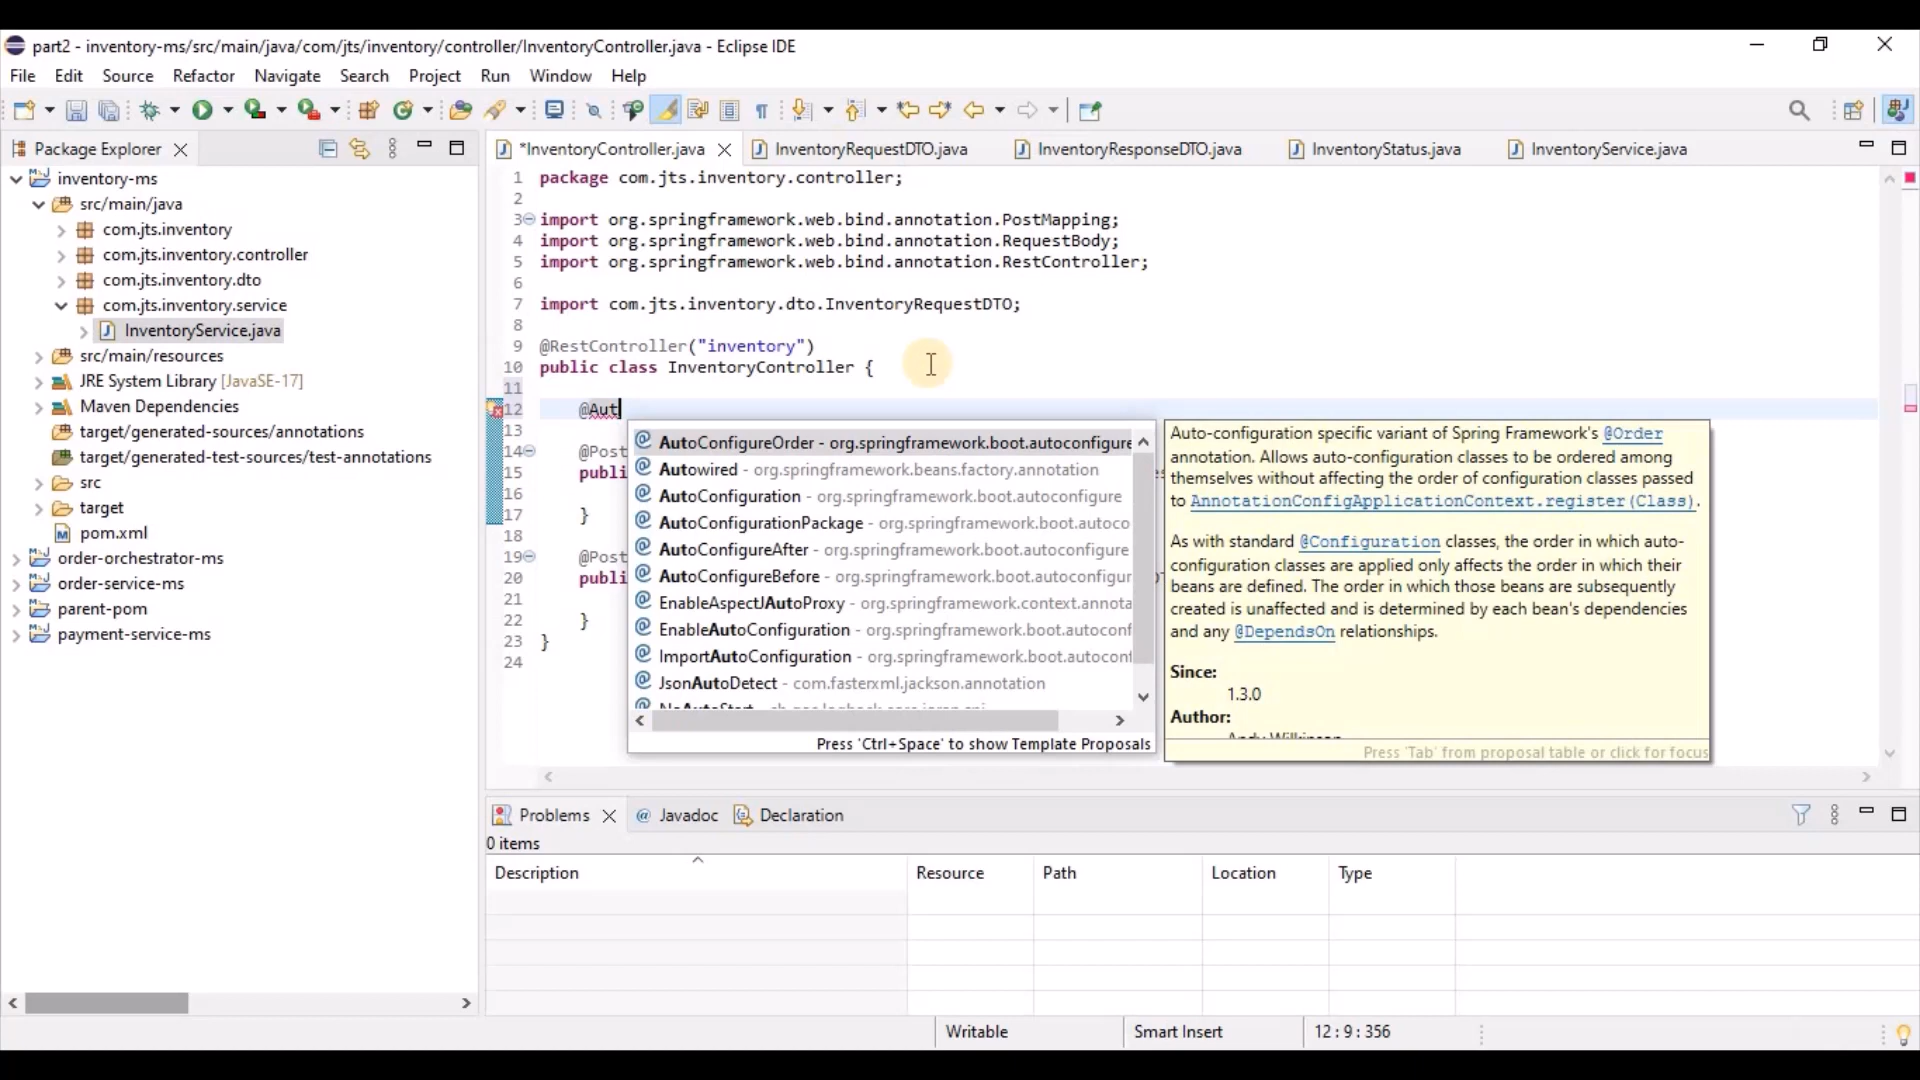 part2 - inventory-ms/src/main/java/com/jts/inventory/controller/InventoryController.java - Eclipse IDE
File Edit Source Refactor Navigate Search Project Run Window Help
Package Explorer
inventory-ms
src/main/java
com.jts.inventory
com.jts.inventory.controller
com.jts.inventory.dto
com.jts.inventory.service
InventoryService.java
src/main/resources
JRE System Library [JavaSE-17]
Maven Dependencies
target/generated-sources/annotations
target/generated-test-sources/test-annotations
src
target
pom.xml
order-orchestrator-ms
order-service-ms
parent-pom
payment-service-ms
*InventoryController.java InventoryRequestDTO.java InventoryResponseDTO.java InventoryStatus.java InventoryService.java
1 package com.jts.inventory.controller;
2
3 import org.springframework.web.bind.annotation.PostMapping;
4 import org.springframework.web.bind.annotation.RequestBody;
5 import org.springframework.web.bind.annotation.RestController;
6
7 import com.jts.inventory.dto.InventoryRequestDTO;
8
9 @RestController("inventory")
10 public class InventoryController {
11
12 @Aut
13
14 @Post
15 publi
16
17 }
18
19 @Post
20 publi
21
22 }
23 }
24
AutoConfigureOrder - org.springframework.boot.autoconfigure
Autowired - org.springframework.beans.factory.annotation
AutoConfiguration - org.springframework.boot.autoconfigure
AutoConfigurationPackage - org.springframework.boot.autoco
AutoConfigureAfter - org.springframework.boot.autoconfigure
AutoConfigureBefore - org.springframework.boot.autoconfigur
EnableAspectJAutoProxy - org.springframework.context.annota
EnableAutoConfiguration - org.springframework.boot.autoconf
ImportAutoConfiguration - org.springframework.boot.autoconf
JsonAutoDetect - com.fasterxml.jackson.annotation
Press 'Ctrl+Space' to show Template Proposals
Auto-configuration specific variant of Spring Framework's @Order
annotation. Allows auto-configuration classes to be ordered among
themselves without affecting the order of configuration classes passed
to AnnotationConfigApplicationContext.register(Class).
As with standard @Configuration classes, the order in which auto-
configuration classes are applied only affects the order in which their
beans are defined. The order in which those beans are subsequently
created is unaffected and is determined by each bean's dependencies
and any @DependsOn relationships.
Since:
1.3.0
Author:
Press 'Tab' from proposal table or click for focus
Problems Javadoc Declaration
0 items
Description Resource Path Location Type
Writable Smart Insert 12 : 9 : 356